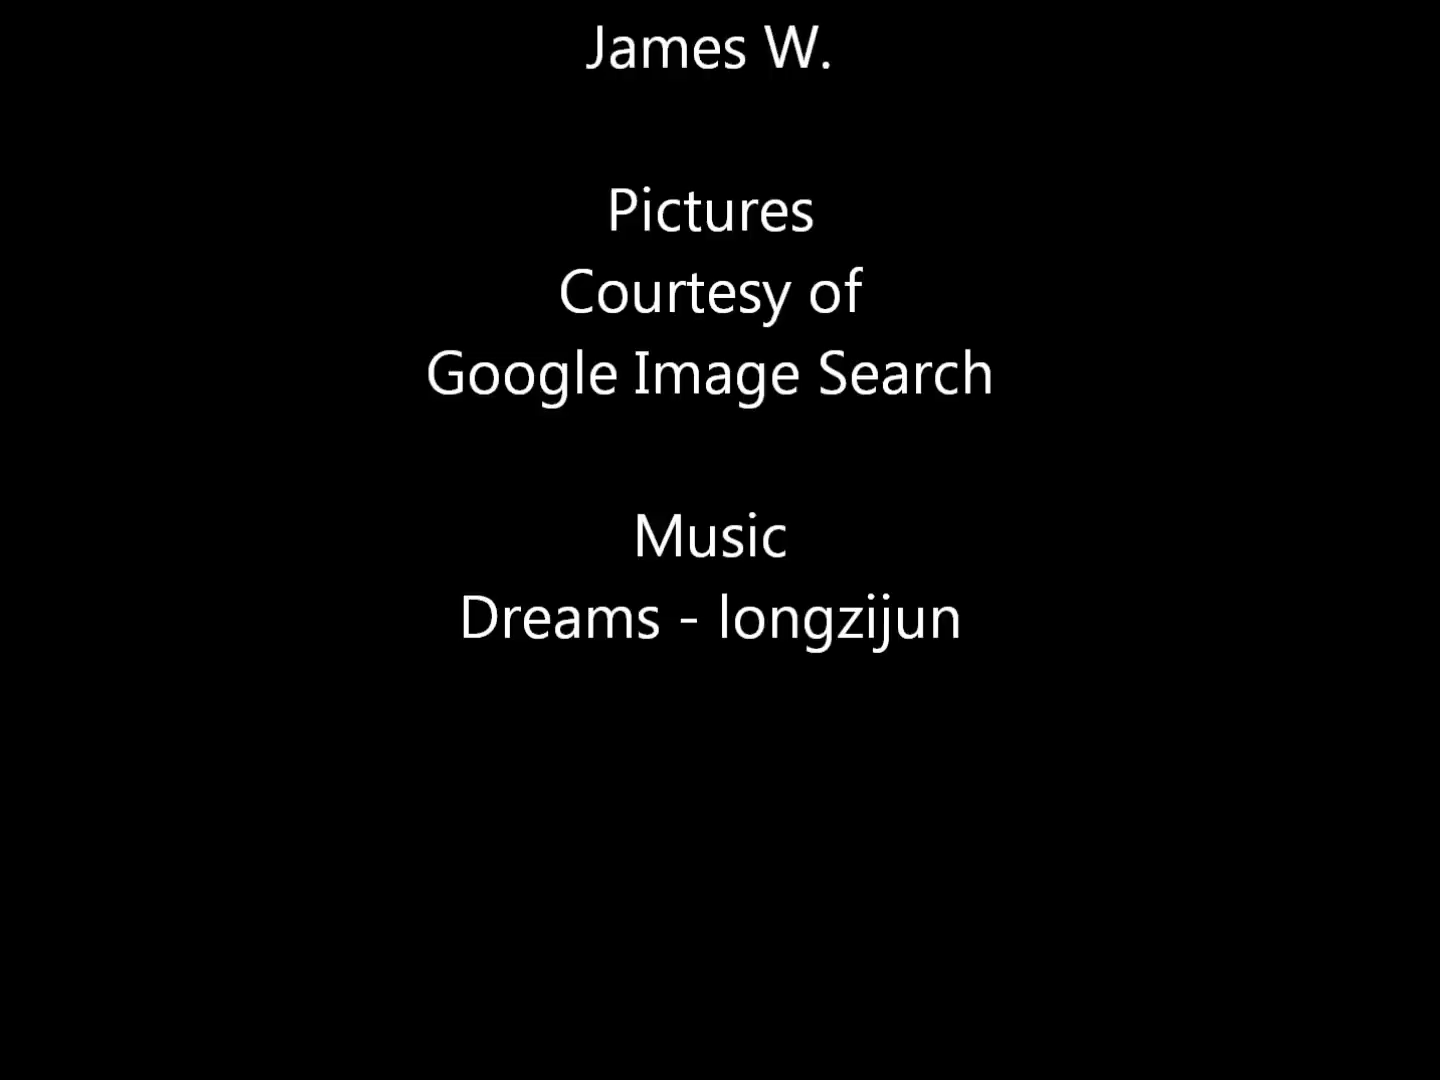 James W.
Pictures
Courtesy of
Google Image Search
Music
Dreams - longzijun